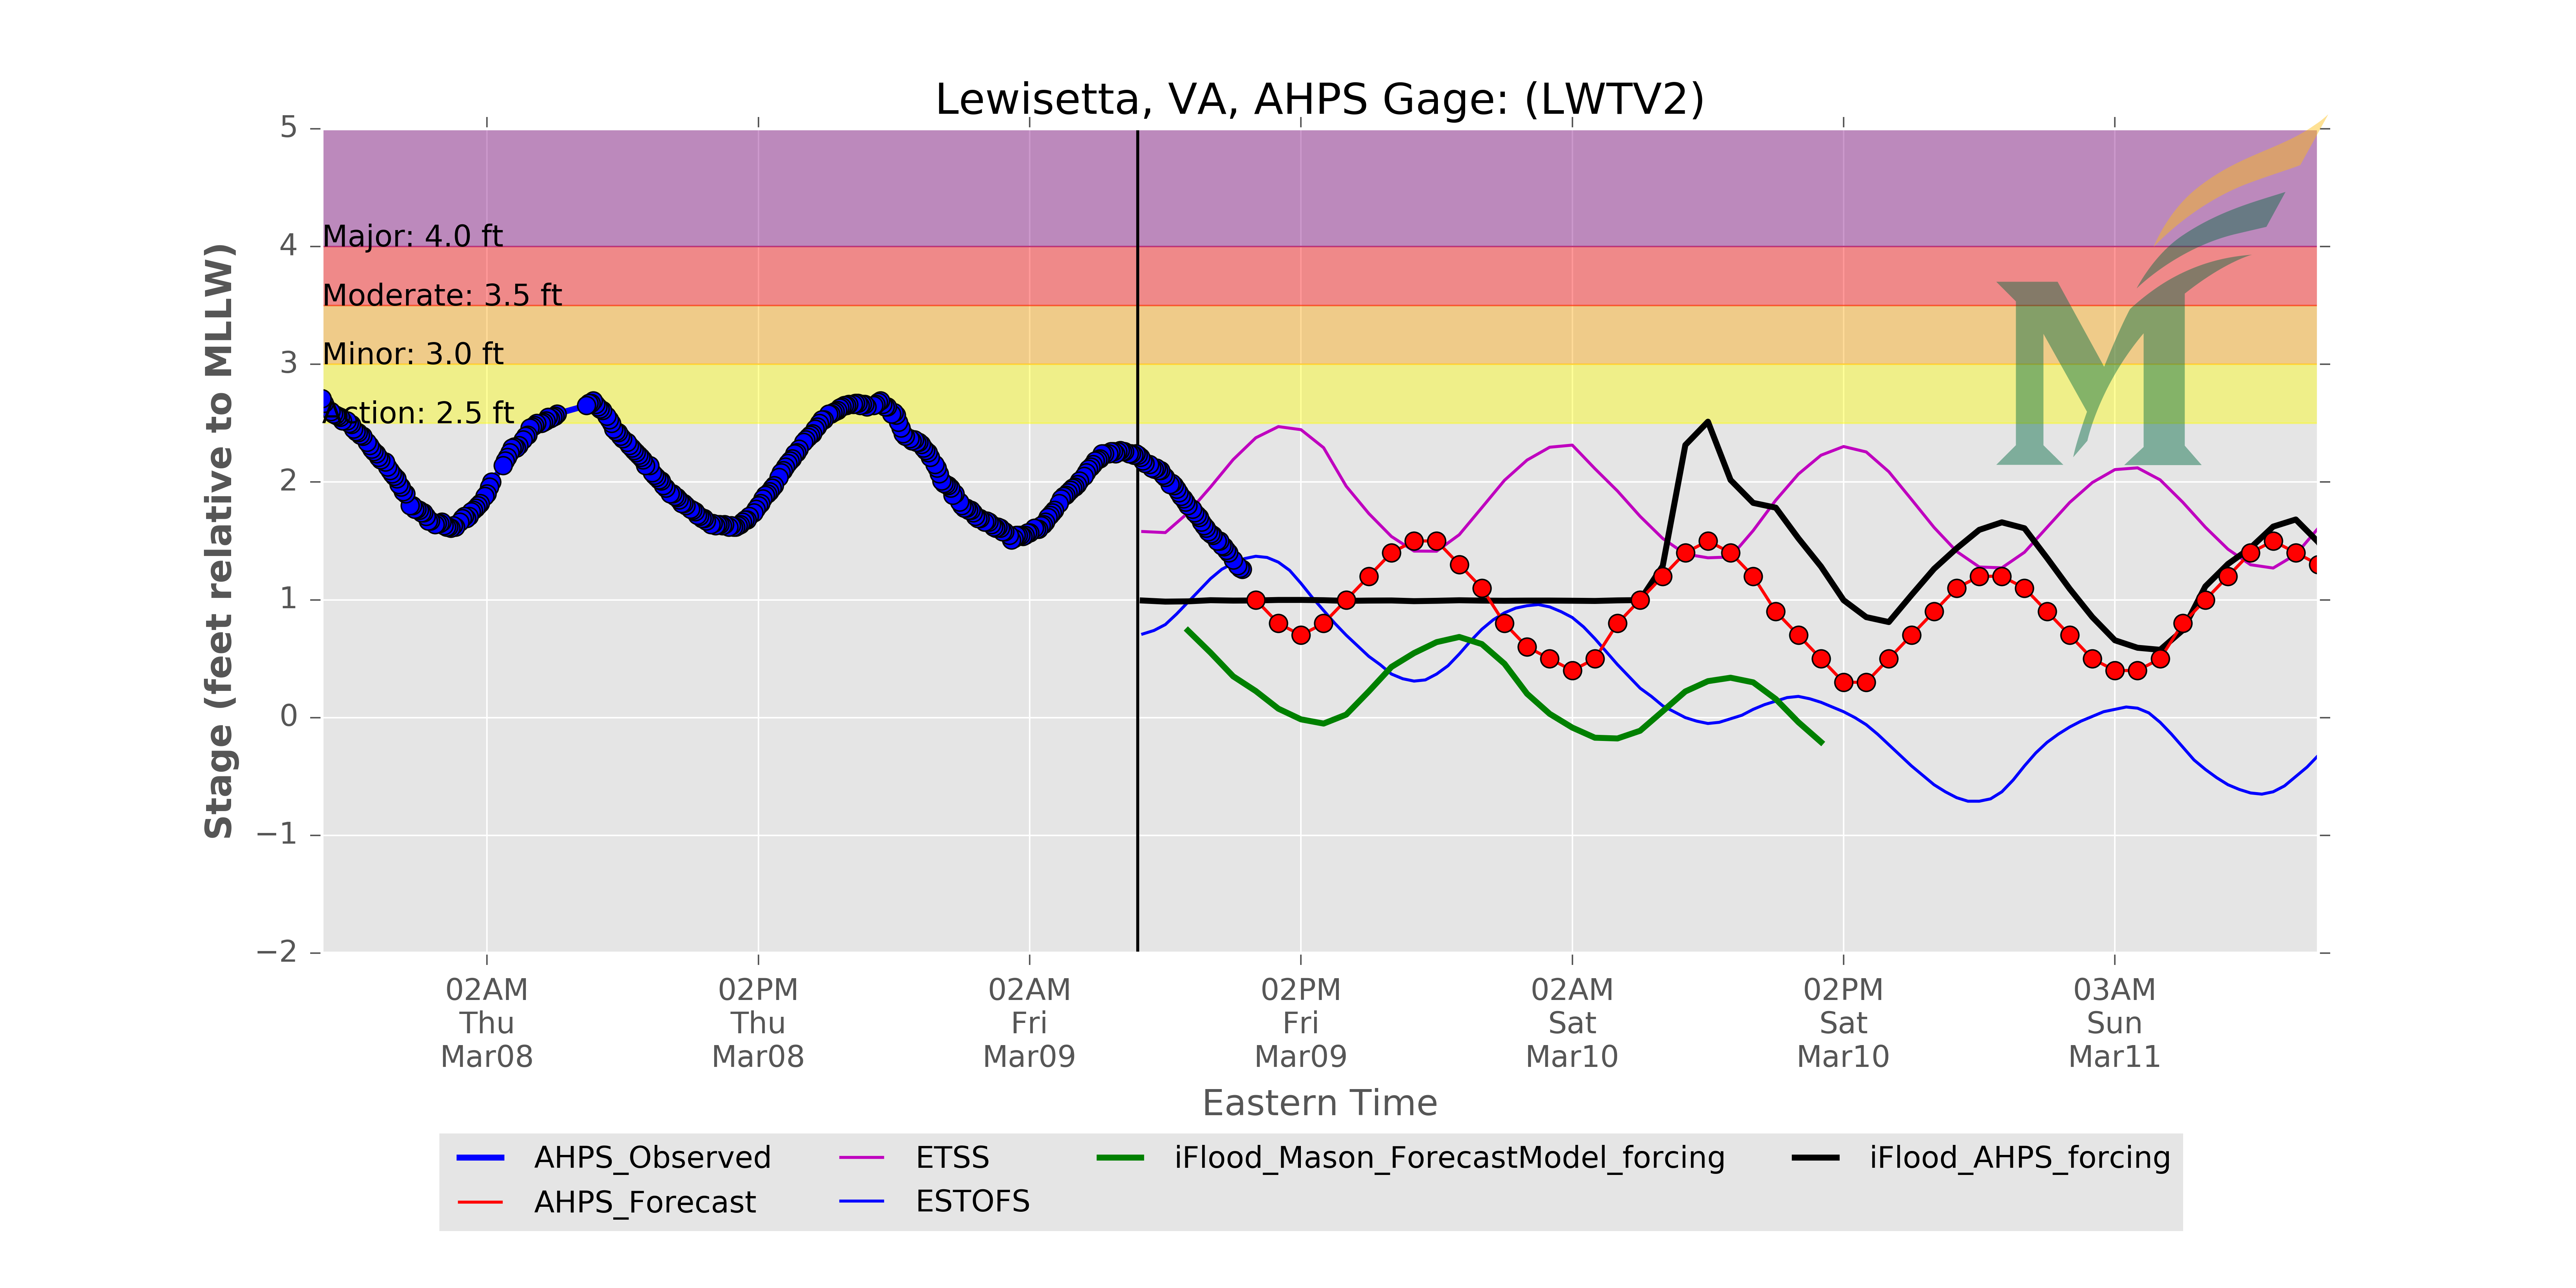 Lewisetta, VA, AHPS Gage: (LWTV2)
5
4
3
2
1
0
−1
−2
Stage (feet relative to MLLW)
Major: 4.0 ft
Moderate: 3.5 ft
Minor: 3.0 ft
Action: 2.5 ft
M
02AM 02PM 02AM 02PM 02AM 02PM 03AM
Thu Thu Fri Fri Sat Sat Sun
Mar08 Mar08 Mar09 Mar09 Mar10 Mar10 Mar11
Eastern Time
AHPS_Observed ETSS iFlood_Mason_ForecastModel_forcing iFlood_AHPS_forcing
AHPS_Forecast ESTOFS